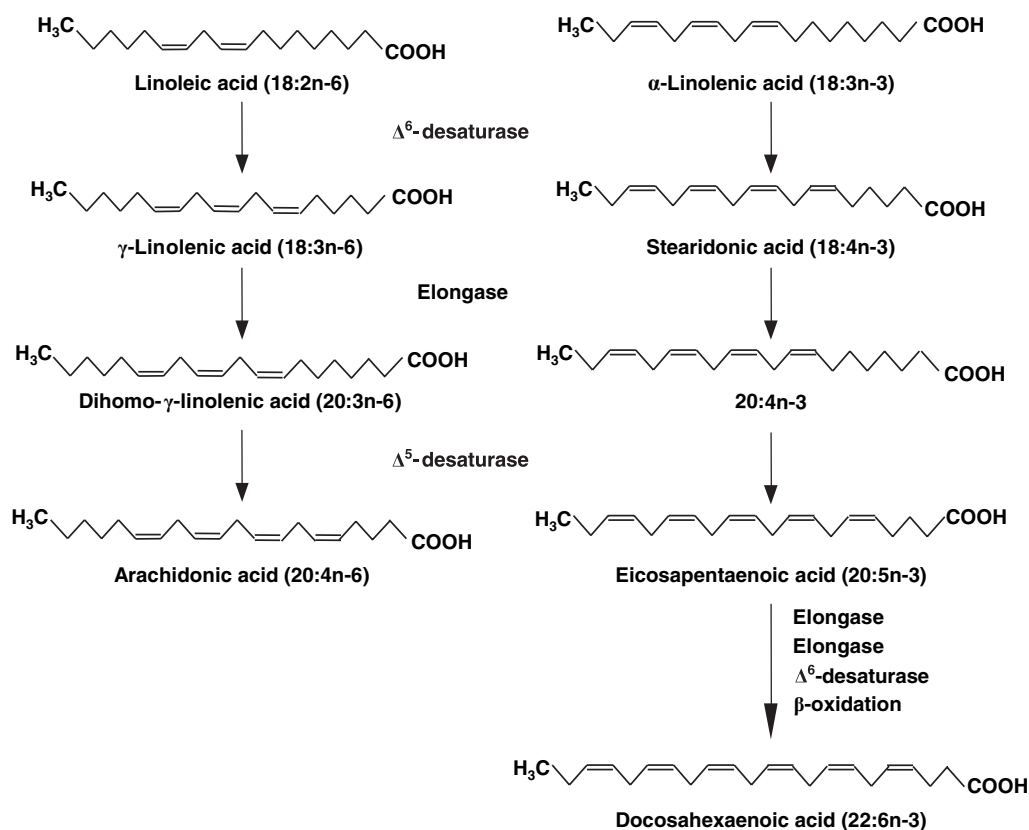 H₃C COOH
Linoleic acid (18:2n-6)
H₃C COOH
α-Linolenic acid (18:3n-3)
Δ⁶-desaturase
H₃C COOH
γ-Linolenic acid (18:3n-6)
H₃C COOH
Stearidonic acid (18:4n-3)
Elongase
H₃C COOH
Dihomo-γ-linolenic acid (20:3n-6)
H₃C COOH
20:4n-3
Δ⁵-desaturase
H₃C COOH
Arachidonic acid (20:4n-6)
H₃C COOH
Eicosapentaenoic acid (20:5n-3)
Elongase
Elongase
Δ⁶-desaturase
β-oxidation
H₃C COOH
Docosahexaenoic acid (22:6n-3)